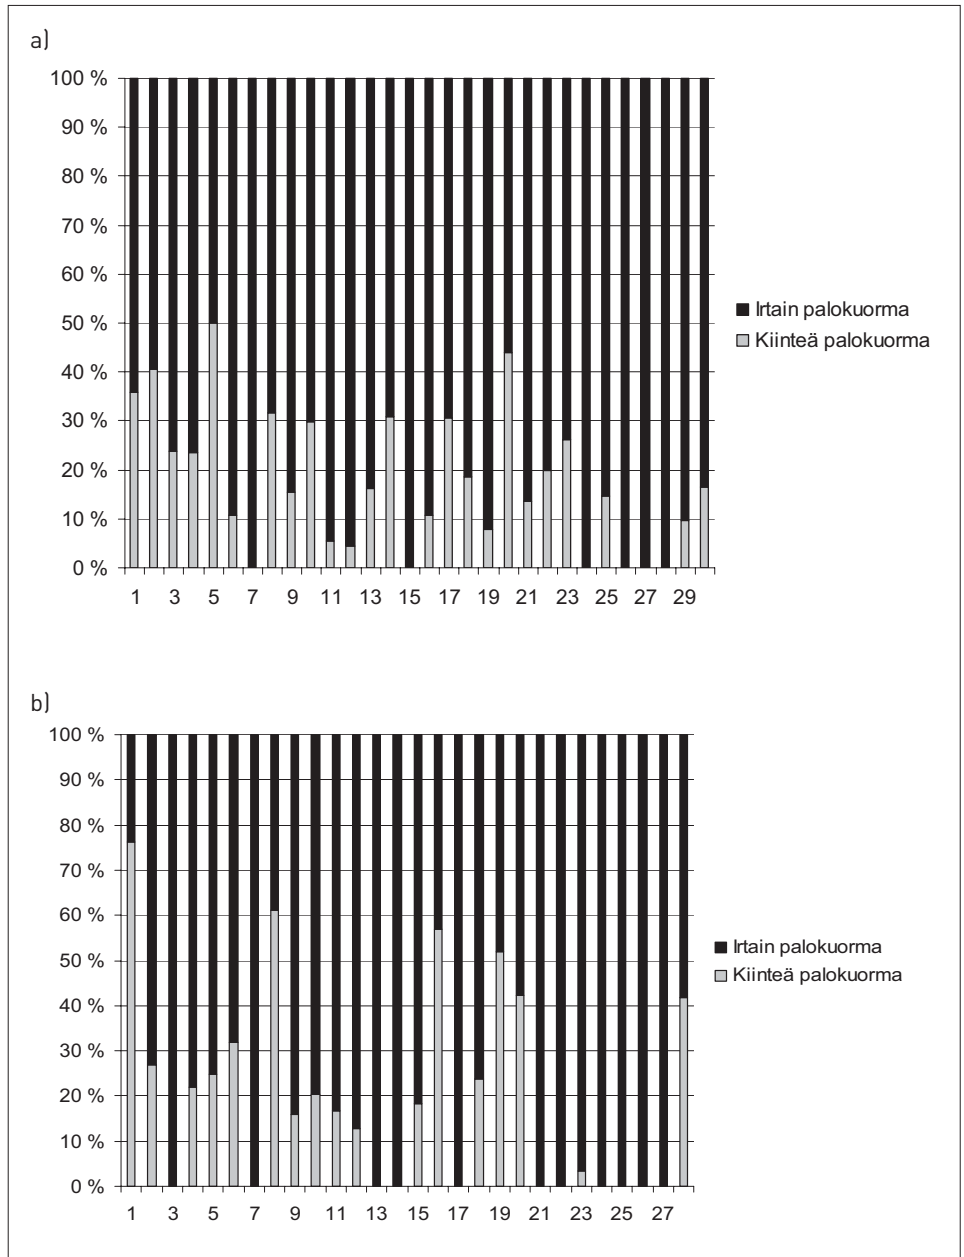 a)
100 %
90 %
80 %
70 %
60 %
50 %
40 %
30 %
20 %
10 %
0 %
1 3 5 7 9 11 13 15 17 19 21 23 25 27 29
Irtain palokuorma
Kiinteä palokuorma
b)
100 %
90 %
80 %
70 %
60 %
50 %
40 %
30 %
20 %
10 %
0 %
1 3 5 7 9 11 13 15 17 19 21 23 25 27
Irtain palokuorma
Kiinteä palokuorma